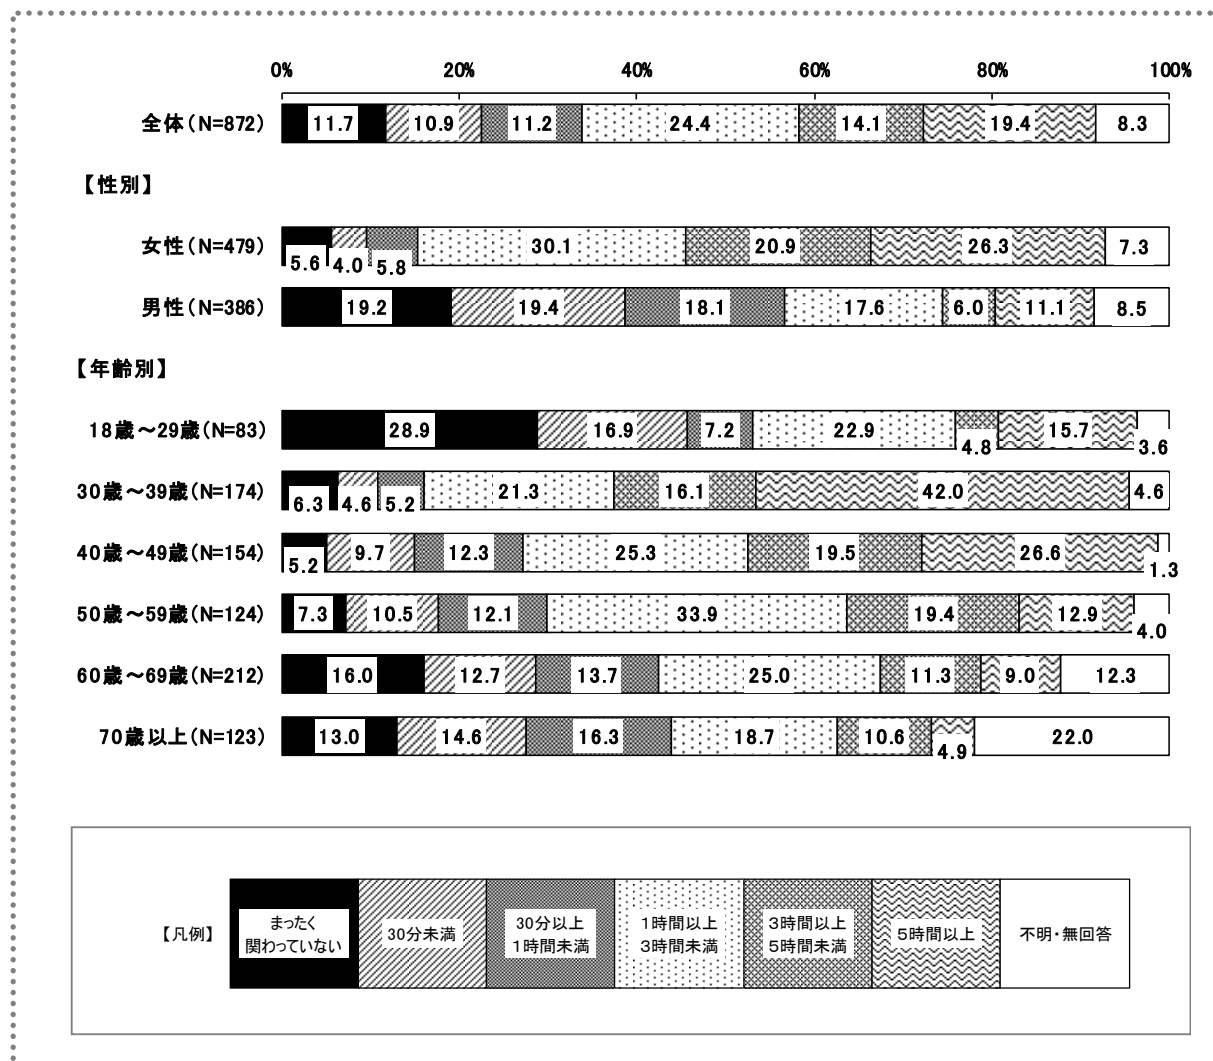 0% 20% 40% 60% 80% 100%
全体(N=872) 11.7 10.9 11.2 24.4 14.1 19.4 8.3
【性別】
女性(N=479) 5.6 4.0 5.8 30.1 20.9 26.3 7.3
男性(N=386) 19.2 19.4 18.1 17.6 6.0 11.1 8.5
【年齢別】
18歳～29歳(N=83) 28.9 16.9 7.2 22.9 4.8 15.7 3.6
30歳～39歳(N=174) 6.3 4.6 5.2 21.3 16.1 42.0 4.6
40歳～49歳(N=154) 5.2 9.7 12.3 25.3 19.5 26.6 1.3
50歳～59歳(N=124) 7.3 10.5 12.1 33.9 19.4 12.9 4.0
60歳～69歳(N=212) 16.0 12.7 13.7 25.0 11.3 9.0 12.3
70歳以上(N=123) 13.0 14.6 16.3 18.7 10.6 4.9 22.0
【凡例】
まったく
関わっていない
30分未満
30分以上
1時間未満
1時間以上
3時間未満
3時間以上
5時間未満
5時間以上
不明・無回答